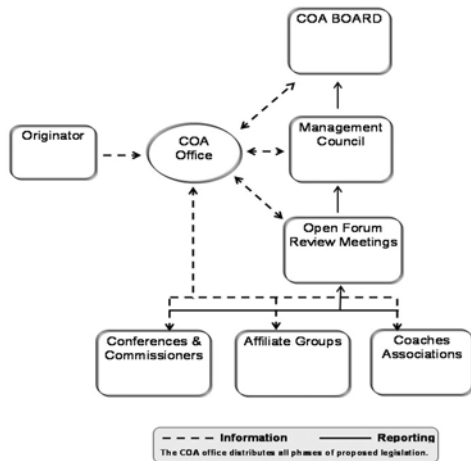 COA BOARD
Originator
COA
Office
Management
Council
Open Forum
Review Meetings
Conferences &
Commissioners
Affiliate Groups
Coaches
Associations
Information
Reporting
The COA office distributes all phases of proposed legislation.